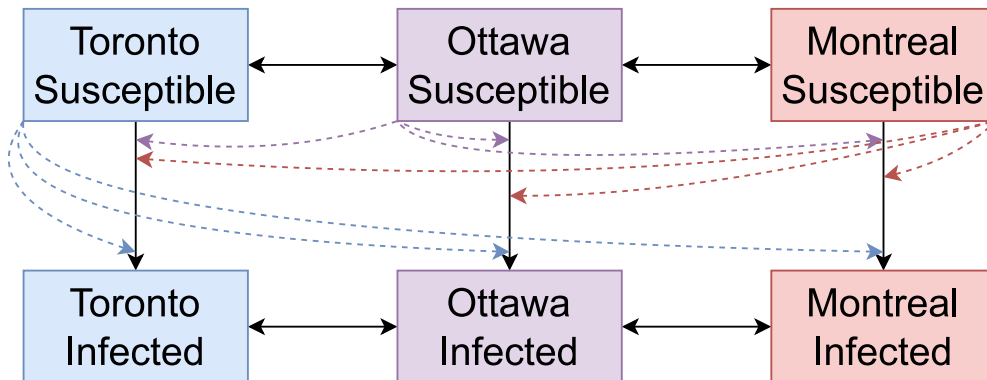 Toronto
Susceptible
Ottawa
Susceptible
Montreal
Susceptible
Toronto
Infected
Ottawa
Infected
Montreal
Infected